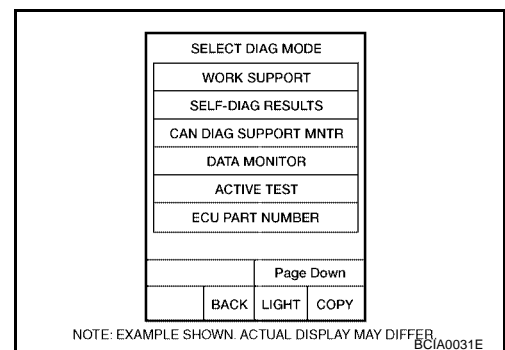 SELECT DIAG MODE
WORK SUPPORT
SELF-DIAG RESULTS
CAN DIAG SUPPORT MNTR
DATA MONITOR
ACTIVE TEST
ECU PART NUMBER
Page Down
BACK LIGHT COPY
NOTE: EXAMPLE SHOWN. ACTUAL DISPLAY MAY DIFFER.
BCIA0031E